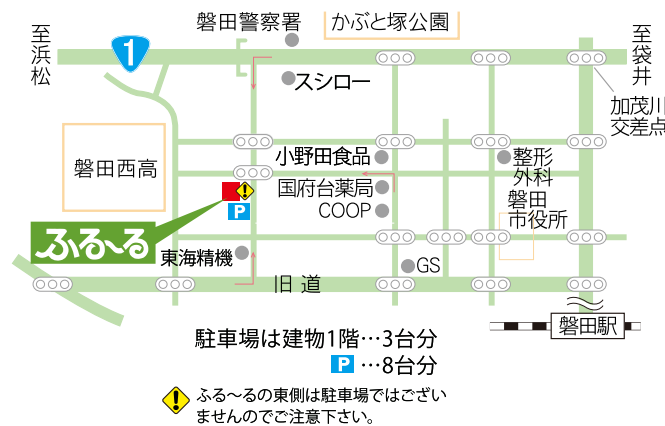 磐田警察署
かぶと塚公園
至浜松
1
至袋井
スシロー
加茂川
交差点
磐田西高
小野田食品
整形
外科
国府台薬局
COOP
磐田
市役所
P
ふる〜る
東海精機
GS
旧道
磐田駅
駐車場は建物1階…3台分
P…8台分
ふる〜るの東側は駐車場ではござい
ませんのでご注意下さい。